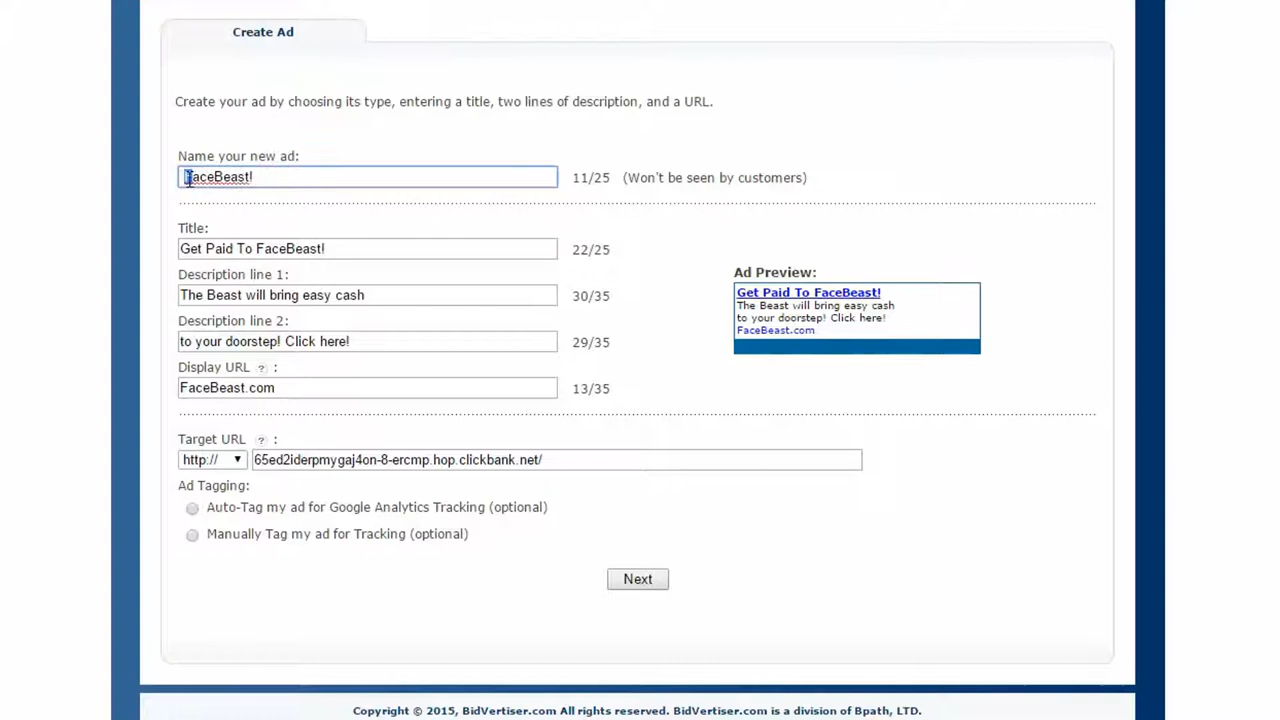 Create Ad
Create your ad by choosing its type, entering a title, two lines of description, and a URL.
Name your new ad:
FaceBeast! 11/25 (Won't be seen by customers)
Title:
Get Paid To FaceBeast! 22/25
Description line 1:
The Beast will bring easy cash 30/35
Description line 2:
to your doorstep! Click here! 29/35
Display URL ? :
FaceBeast.com 13/35
Ad Preview:
Get Paid To FaceBeast!
The Beast will bring easy cash
to your doorstep! Click here!
FaceBeast.com
Target URL ? :
http:// 65ed2iderpmygaj4on-8-ercmp.hop.clickbank.net/
Ad Tagging:
Auto-Tag my ad for Google Analytics Tracking (optional)
Manually Tag my ad for Tracking (optional)
Next
Copyright © 2015, BidVertiser.com All rights reserved. BidVertiser.com is a division of Bpath, LTD.